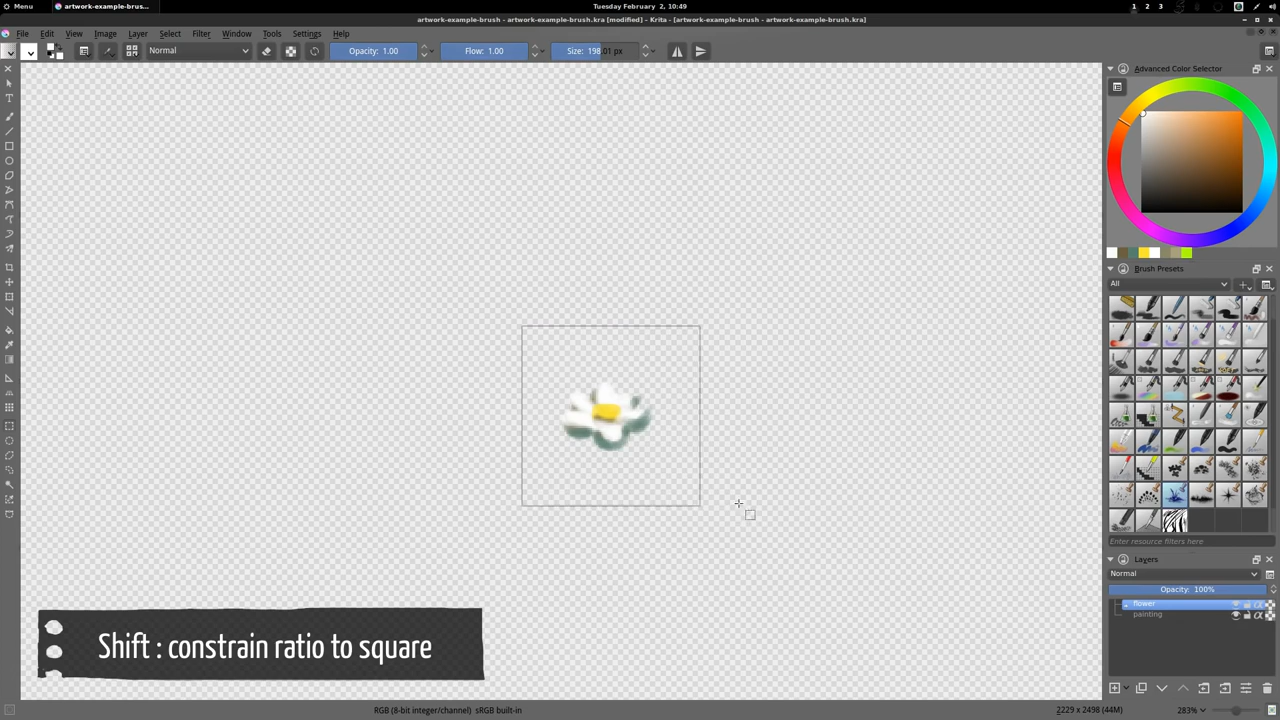 Menu
artwork-example-brus...
Tuesday February 2, 10:49
1 2 3
artwork-example-brush - artwork-example-brush.kra [modified] - Krita - [artwork-example-brush - artwork-example-brush.kra]
File Edit View Image Layer Select Filter Tools Window Settings Help
Normal
Opacity: 1.00
Flow: 1.00
Size: 198.01 px
Advanced Color Selector
Brush Presets
All
Enter resource filters here
Layers
Normal
Opacity: 100%
flower
painting
Shift : constrain ratio to square
RGB (8-bit integer/channel) sRGB built-in
2229 x 2498 (44M)
283%